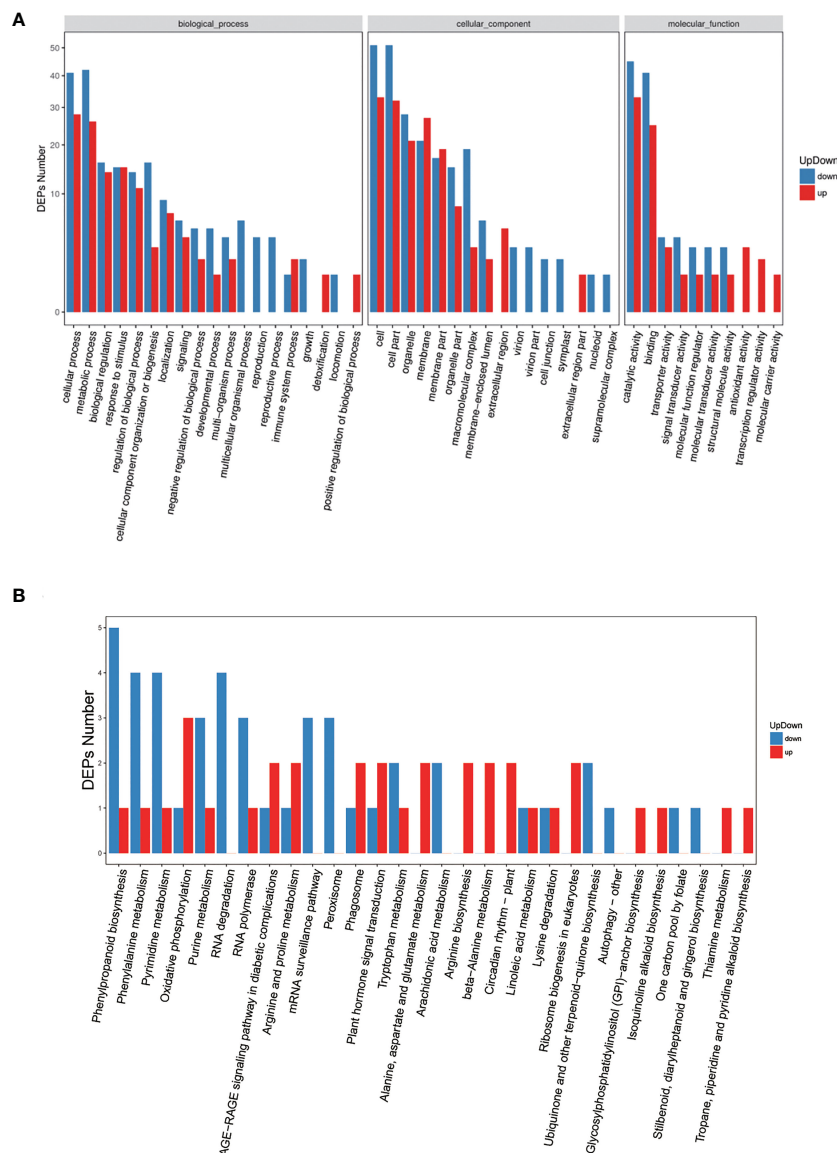 A
biological_process
cellular_component
molecular_function
50
40
30
20
10
0
DEPs Number
UpDown
down
up
cellular process
metabolic process
biological regulation
response to stimulus
regulation of biological process
cellular component organization or biogenesis
localization
signaling
negative regulation of biological process
developmental process
multi−organism process
multicellular organismal process
reproduction
reproductive process
immune system process
growth
detoxification
locomotion
positive regulation of biological process
cell
cell part
organelle
membrane
membrane part
organelle part
macromolecular complex
membrane−enclosed lumen
extracellular region
virion
virion part
cell junction
symplast
extracellular region part
nucleoid
supramolecular complex
catalytic activity
binding
transporter activity
signal transducer activity
molecular function regulator
molecular transducer activity
structural molecule activity
antioxidant activity
transcription regulator activity
molecular carrier activity
B
5
4
3
2
1
0
DEPs Number
UpDown
down
up
Phenylpropanoid biosynthesis
Phenylalanine metabolism
Pyrimidine metabolism
Oxidative phosphorylation
Purine metabolism
RNA degradation
RNA polymerase
AGE−RAGE signaling pathway in diabetic complications
Arginine and proline metabolism
mRNA surveillance pathway
Peroxisome
Phagosome
Plant hormone signal transduction
Tryptophan metabolism
Alanine, aspartate and glutamate metabolism
Arachidonic acid metabolism
Arginine biosynthesis
beta−Alanine metabolism
Circadian rhythm − plant
Linoleic acid metabolism
Lysine degradation
Ribosome biogenesis in eukaryotes
Ubiquinone and other terpenoid−quinone biosynthesis
Autophagy − other
Glycosylphosphatidylinositol (GPI)−anchor biosynthesis
Isoquinoline alkaloid biosynthesis
One carbon pool by folate
Stilbenoid, diarylheptanoid and gingerol biosynthesis
Thiamine metabolism
Tropane, piperidine and pyridine alkaloid biosynthesis